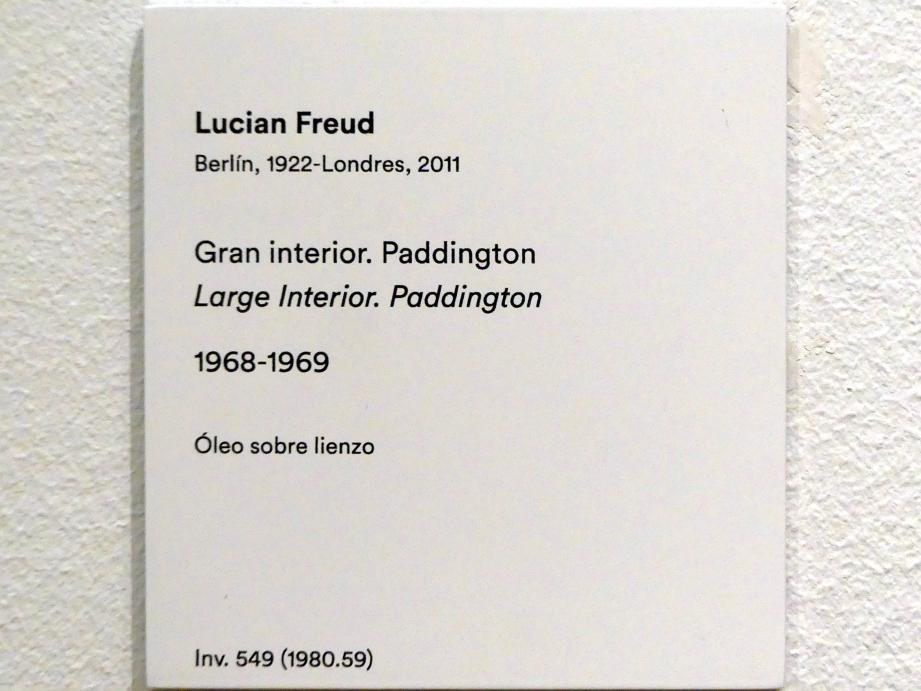 Lucian Freud
Berlín, 1922-Londres, 2011
Gran interior. Paddington
Large Interior. Paddington
1968-1969
Óleo sobre lienzo
Inv. 549 (1980.59)